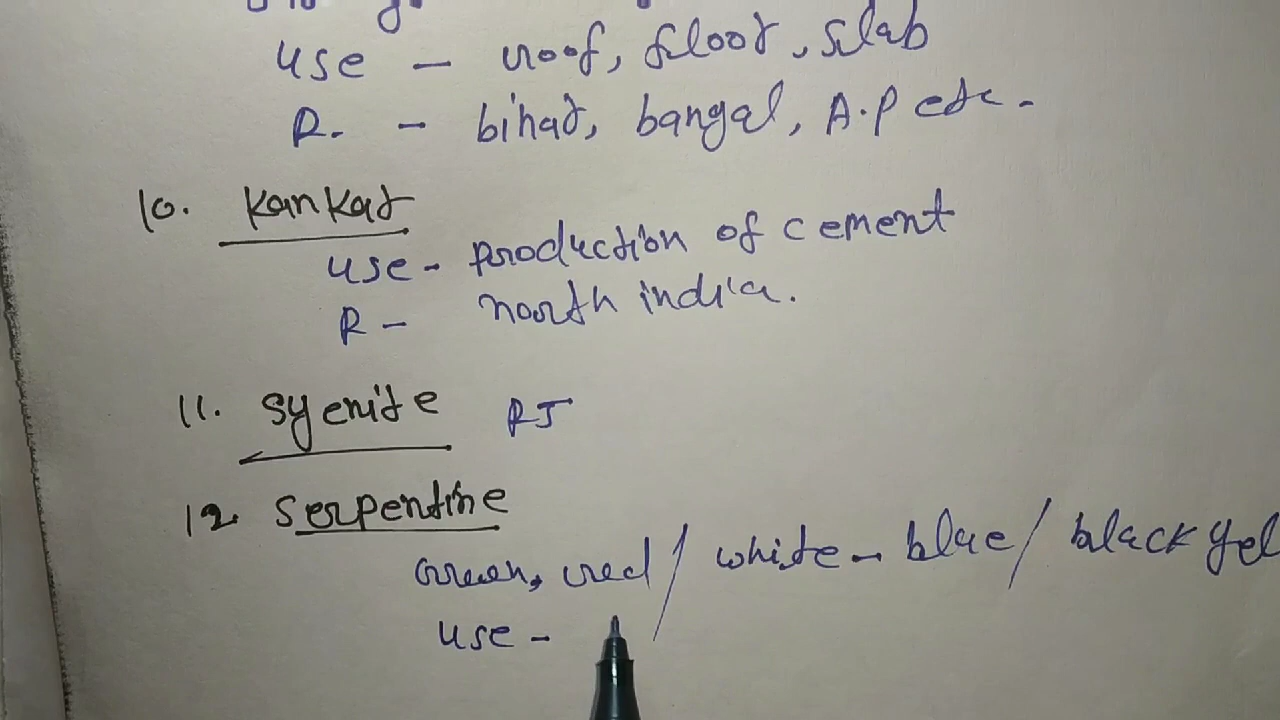 use - roof, floor, slab
R. - bihar, bangal, A.P etc.
10. Kankar
use - production of cement
R - north india.
11. Syenite RJ
12 Serpentine
Green, red / white - blue / black yel
use -